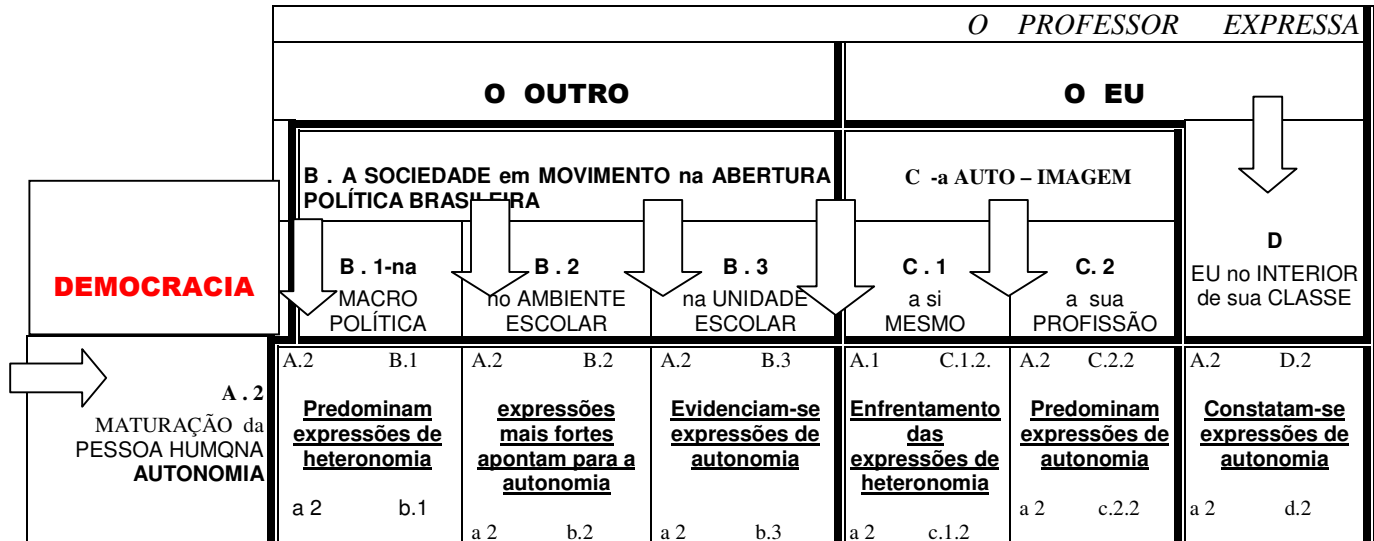 O PROFESSOR EXPRESSA
O OUTRO
O EU
B . A SOCIEDADE em MOVIMENTO na ABERTURA
POLÍTICA BRASILEIRA
C -a AUTO – IMAGEM
DEMOCRACIA
B . 1-na
MACRO
POLÍTICA
B . 2
no AMBIENTE
ESCOLAR
B . 3
na UNIDADE
ESCOLAR
C . 1
a si
MESMO
C. 2
a sua
PROFISSÃO
D
EU no INTERIOR
de sua CLASSE
A . 2
MATURAÇÃO da
PESSOA HUMQNA
AUTONOMIA
A.2 B.1
Predominam
expressões de
heteronomia
a 2 b.1
A.2 B.2
expressões
mais fortes
apontam para a
autonomia
a 2 b.2
A.2 B.3
Evidenciam-se
expressões de
autonomia
a 2 b.3
A.1 C.1.2.
Enfrentamento
das
expressões de
heteronomia
a 2 c.1.2
A.2 C.2.2
Predominam
expressões de
autonomia
a 2 c.2.2
A.2 D.2
Constatam-se
expressões de
autonomia
a 2 d.2